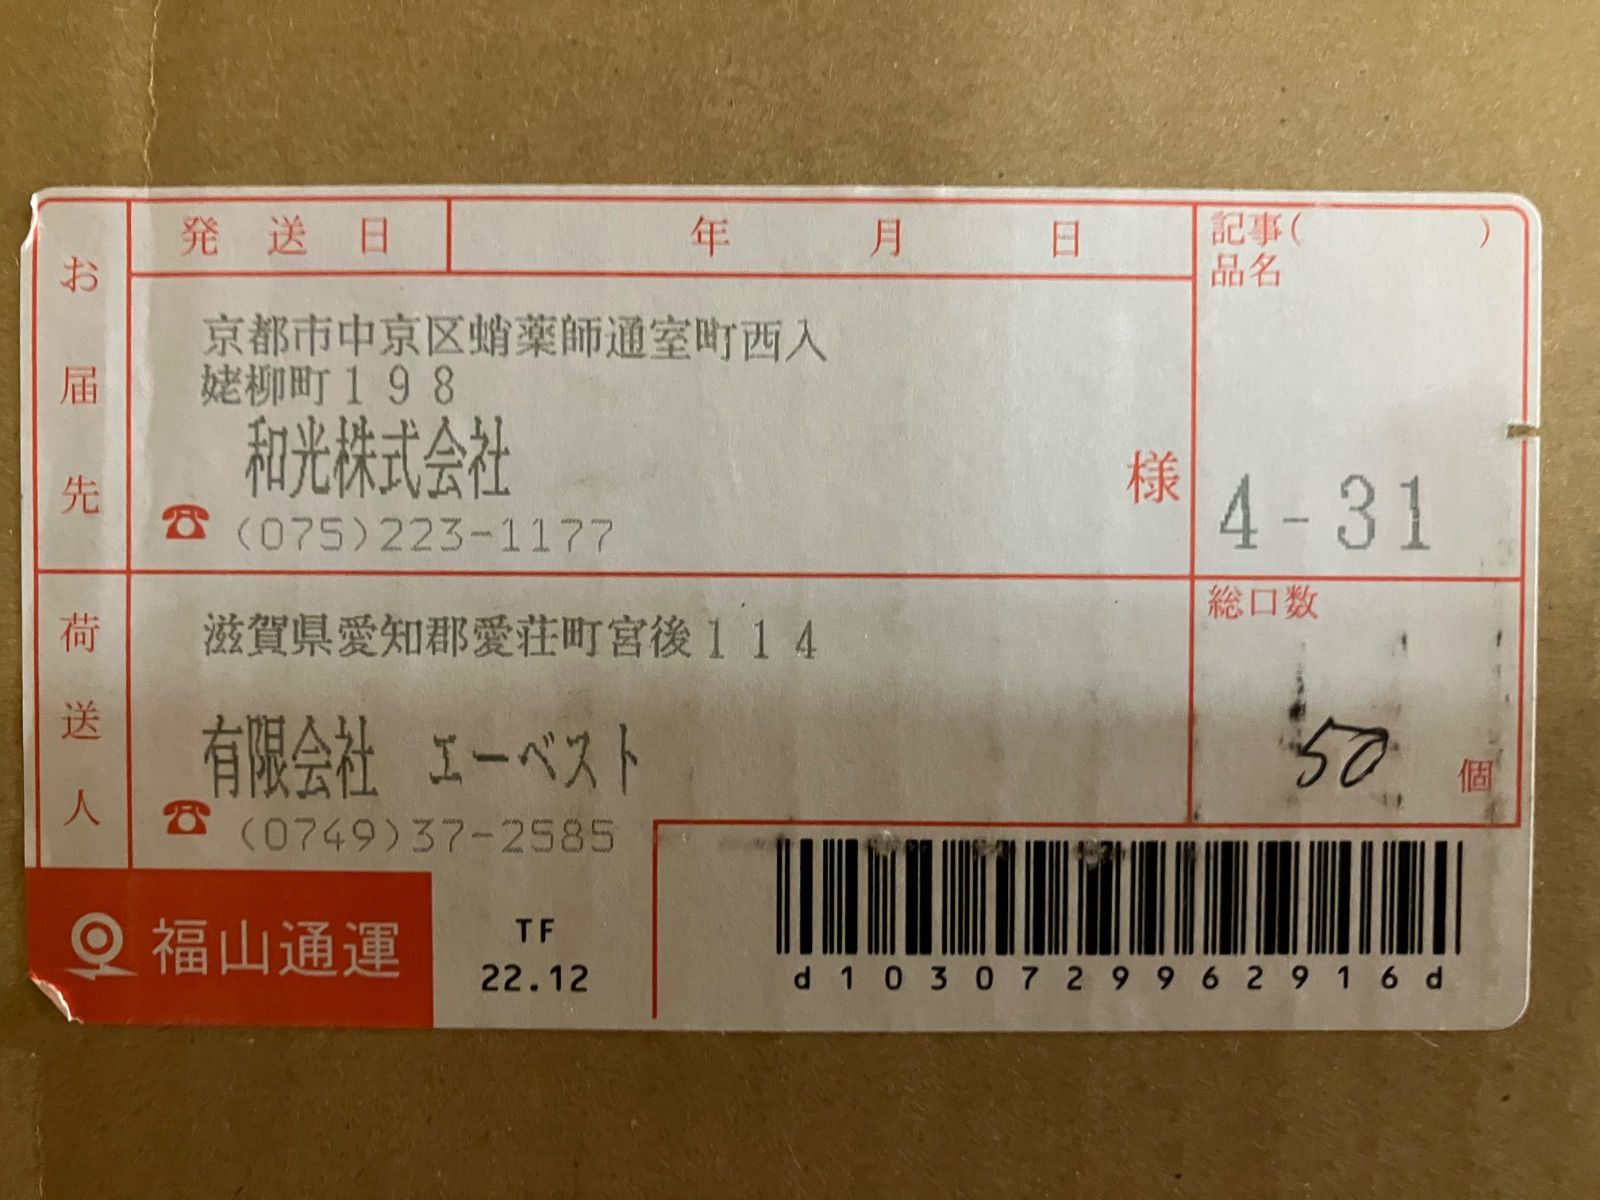 発送日 年 月 日
記事( )
品名
お届先
京都市中京区蛸薬師通室町西入
姥柳町198
和光株式会社
様
☎(075)223-1177
4-31
荷送人
滋賀県愛知郡愛荘町宮後114
有限会社 エーベスト
☎(0749)37-2585
総口数
50 個
福山通運
TF
22.12
d1030729962916d